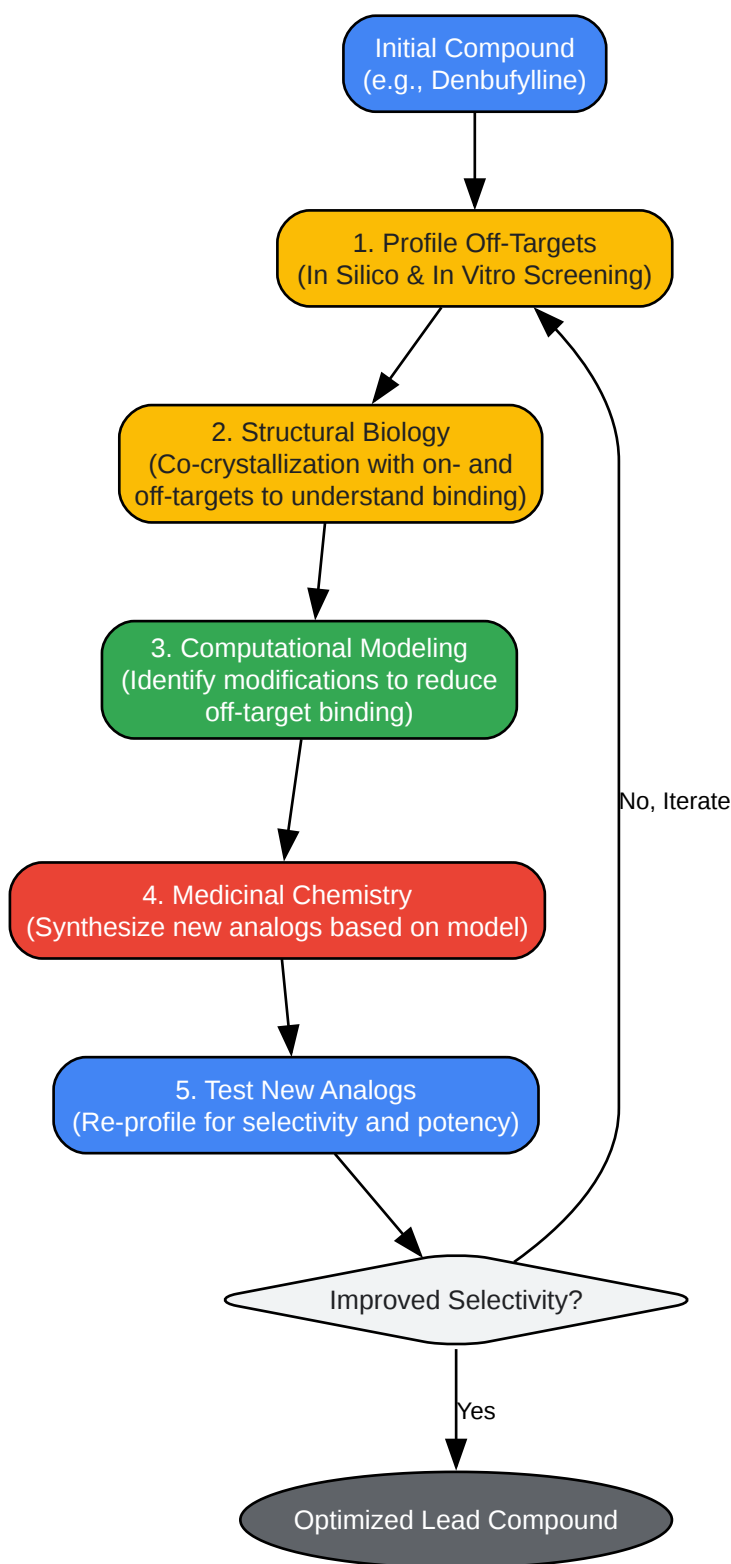 Initial Compound
(e.g., Denbufylline)
1. Profile Off-Targets
(In Silico & In Vitro Screening)
2. Structural Biology
(Co-crystallization with on- and
off-targets to understand binding)
3. Computational Modeling
(Identify modifications to reduce
off-target binding)
No, Iterate
4. Medicinal Chemistry
(Synthesize new analogs based on model)
5. Test New Analogs
(Re-profile for selectivity and potency)
Improved Selectivity?
Yes
Optimized Lead Compound